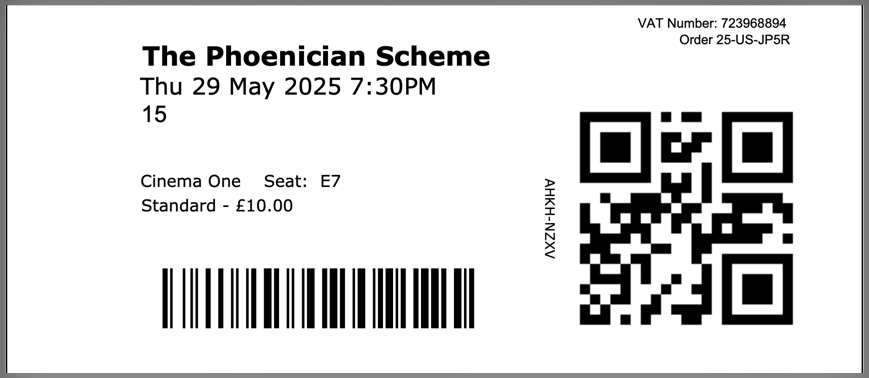 VAT Number: 723968894
Order 25-US-JP5R
The Phoenician Scheme
Thu 29 May 2025 7:30PM
15
Cinema One Seat: E7
Standard - £10.00
AHKH-NZXV